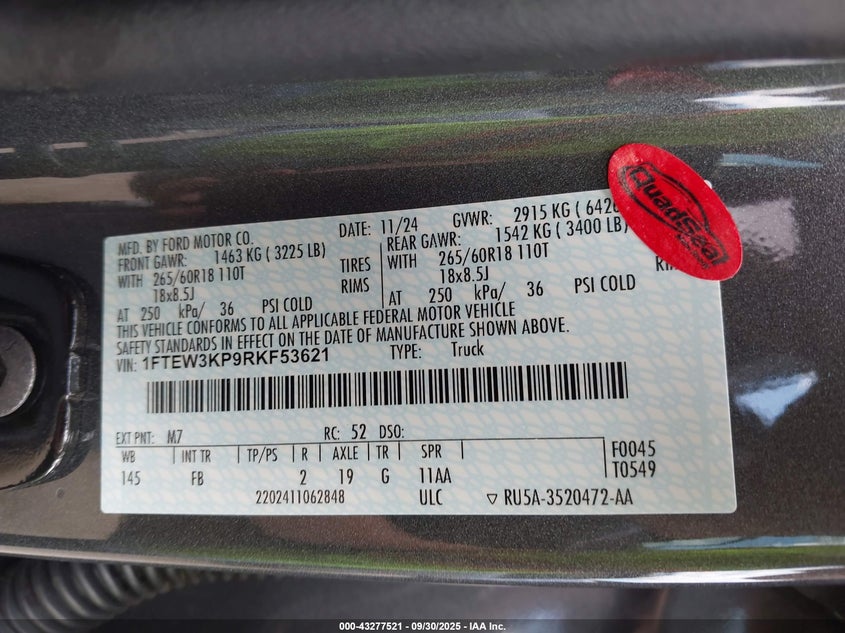 MFD. BY FORD MOTOR CO.
DATE: 11/24 GVWR: 2915 KG ( 642
FRONT GAWR: 1463 KG ( 3225 LB)
REAR GAWR: 1542 KG ( 3400 LB)
WITH 265/60R18 110T TIRES
WITH 265/60R18 110T
18x8.5J RIMS
18x8.5J
AT 250 kPa/ 36 PSI COLD
AT 250 kPa/ 36 PSI COLD
THIS VEHICLE CONFORMS TO ALL APPLICABLE FEDERAL MOTOR VEHICLE
SAFETY STANDARDS IN EFFECT ON THE DATE OF MANUFACTURE SHOWN ABOVE.
VIN: 1FTEW3KP9RKF53621 TYPE: Truck
EXT PNT: M7 RC: 52 DSO:
WB INT TR TP/PS R AXLE TR SPR
145 FB 2 19 G 11AA
F0045
T0549
2202411062848 ULC RU5A-3520472-AA
QuadSea
000-43277521 - 09/30/2025 - IAA Inc.